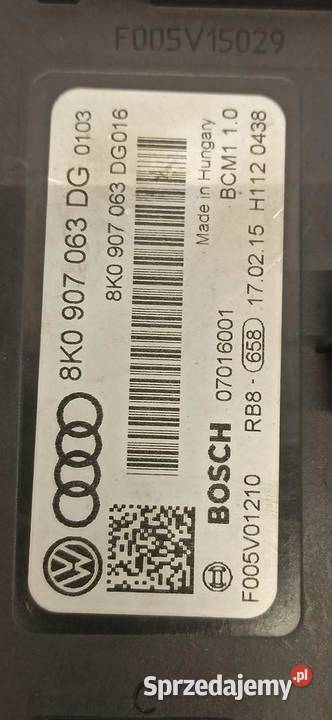 F005V15029
8K0 907 063 DG 0103
8K0 907 063 DG016
Made in Hungary
BCM1 1.0
BOSCH 07016001
RB8 - 658 17.02.15 H112 0438
F005V01210
Sprzedajemy.pl